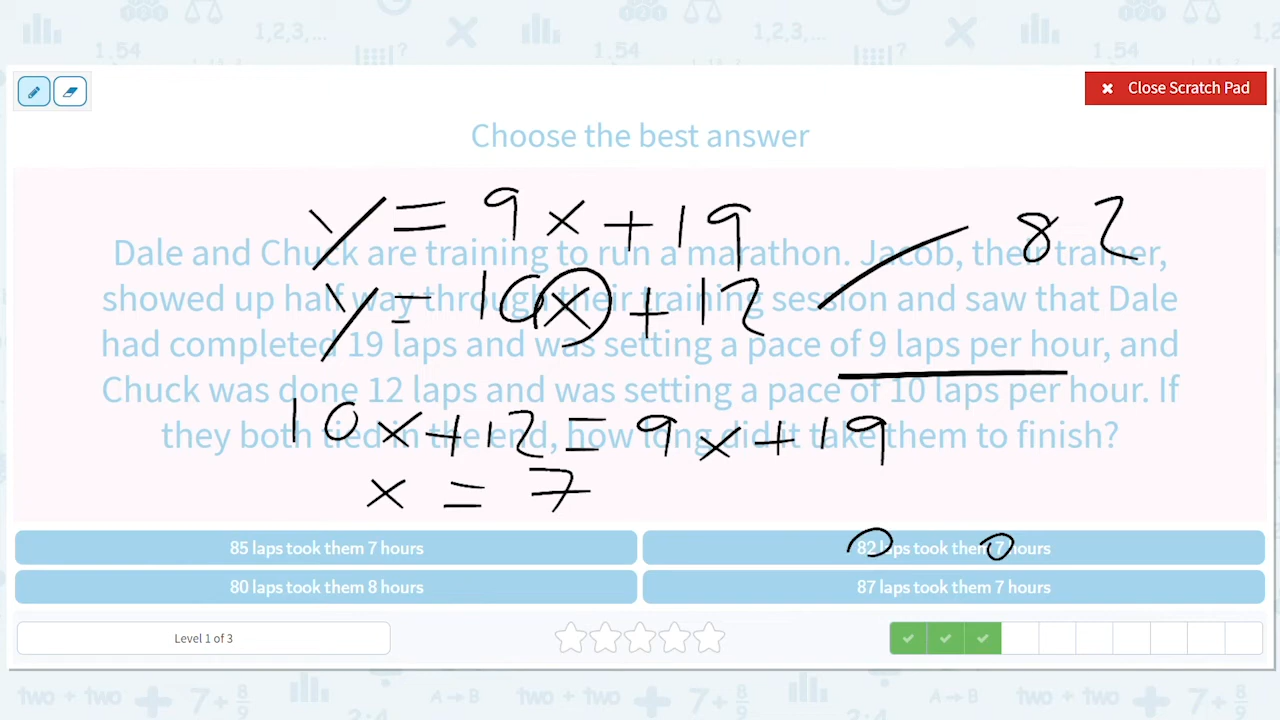 Close Scratch Pad
Choose the best answer
y = 9x + 19
82
Dale and Chuck are training to run a marathon. Jacob, their trainer,
y = 10x + 12
showed up half way through their training session and saw that Dale
had completed 19 laps and was setting a pace of 9 laps per hour, and
Chuck was done 12 laps and was setting a pace of 10 laps per hour. If
10x + 12 = 9x + 19
they both tied in the end, how long did it take them to finish?
x = 7
85 laps took them 7 hours
82 laps took them 7 hours
80 laps took them 8 hours
87 laps took them 7 hours
Level 1 of 3